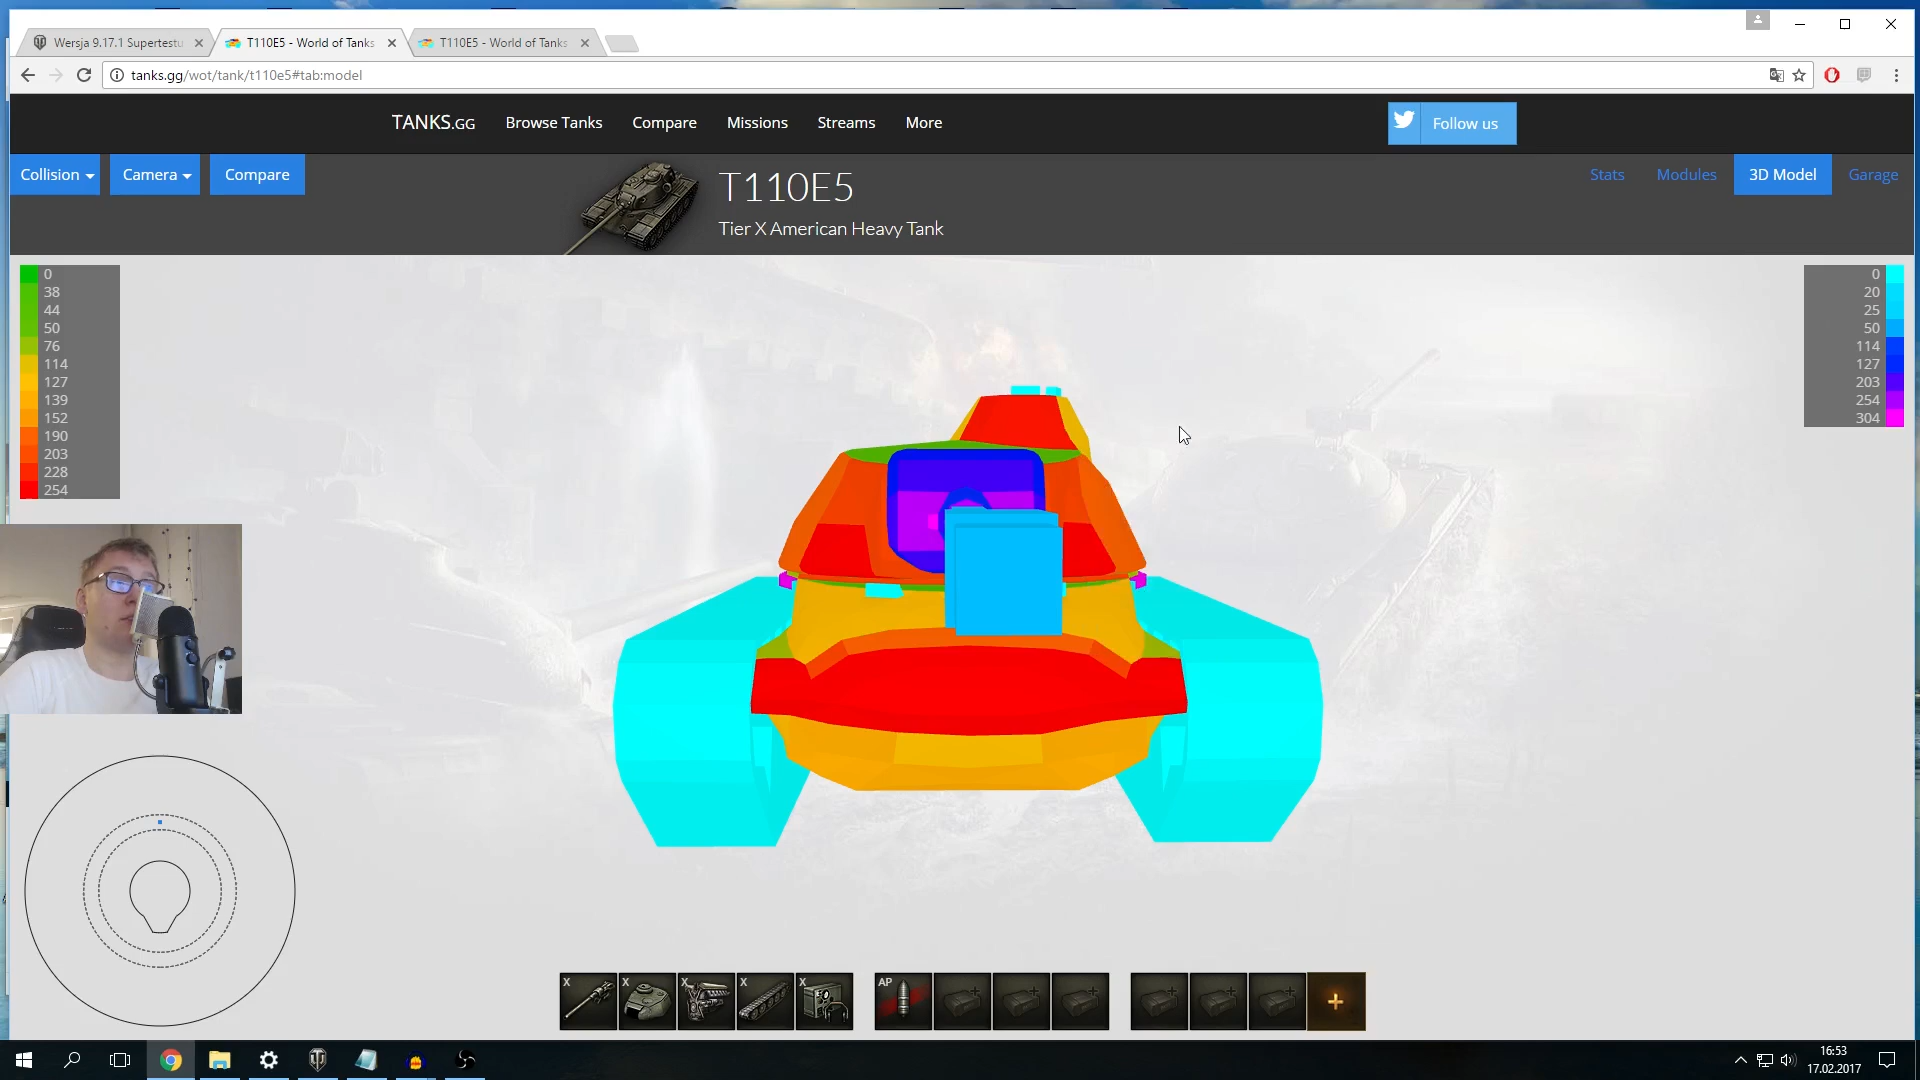 Wersja 9.17.1 Supertestu
T110E5 - World of Tanks
T110E5 - World of Tanks
tanks.gg/wot/tank/t110e5#tab:model
TANKS.GG
Browse Tanks
Compare
Missions
Streams
More
Follow us
Collision
Camera
Compare
T110E5
Tier X American Heavy Tank
Stats
Modules
3D Model
Garage
0
38
44
50
76
114
127
139
152
190
203
228
254
0
20
25
50
114
127
203
254
304
X
X
X
X
X
AP
16:53
17.02.2017